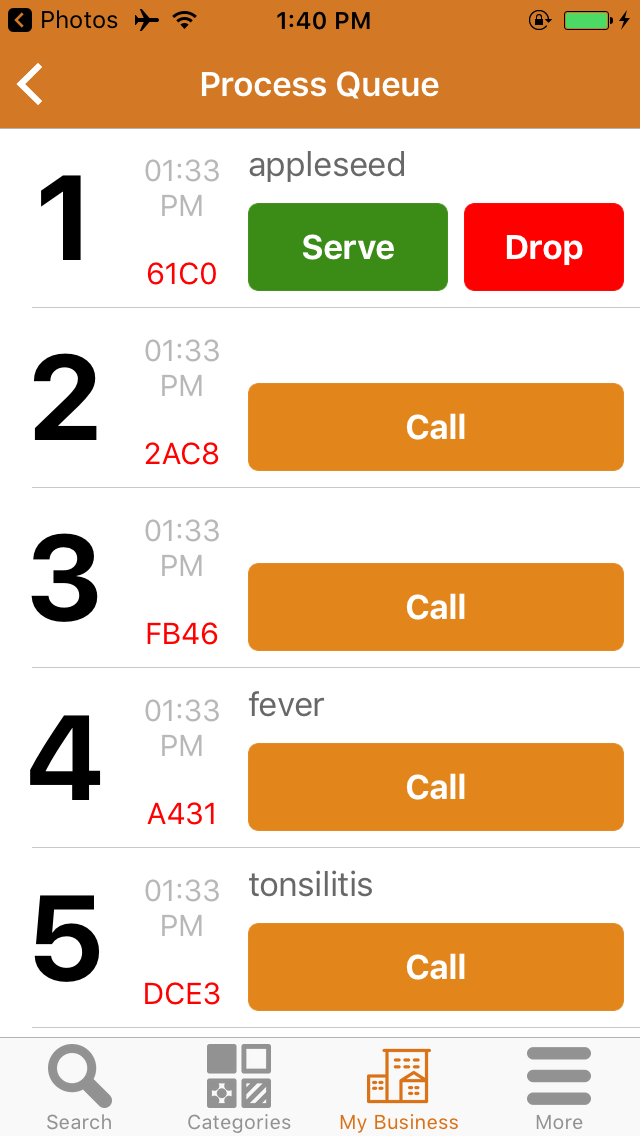 Photos 1:40 PM
Process Queue
1 01:33 PM 61C0 appleseed
Serve Drop
2 01:33 PM 2AC8
Call
3 01:33 PM FB46
Call
4 01:33 PM A431 fever
Call
5 01:33 PM DCE3 tonsilitis
Call
Search Categories My Business More